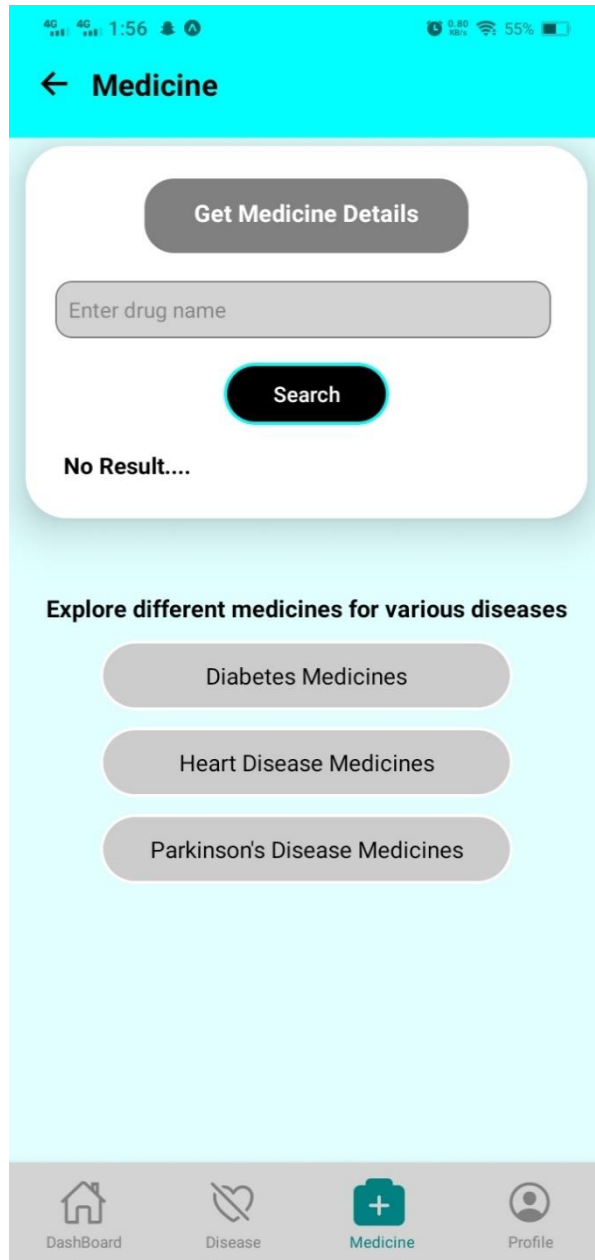 4G 4G 1:56 0.80 KB/s 55%
Medicine
Get Medicine Details
Enter drug name
Search
No Result....
Explore different medicines for various diseases
Diabetes Medicines
Heart Disease Medicines
Parkinson's Disease Medicines
DashBoard Disease Medicine Profile